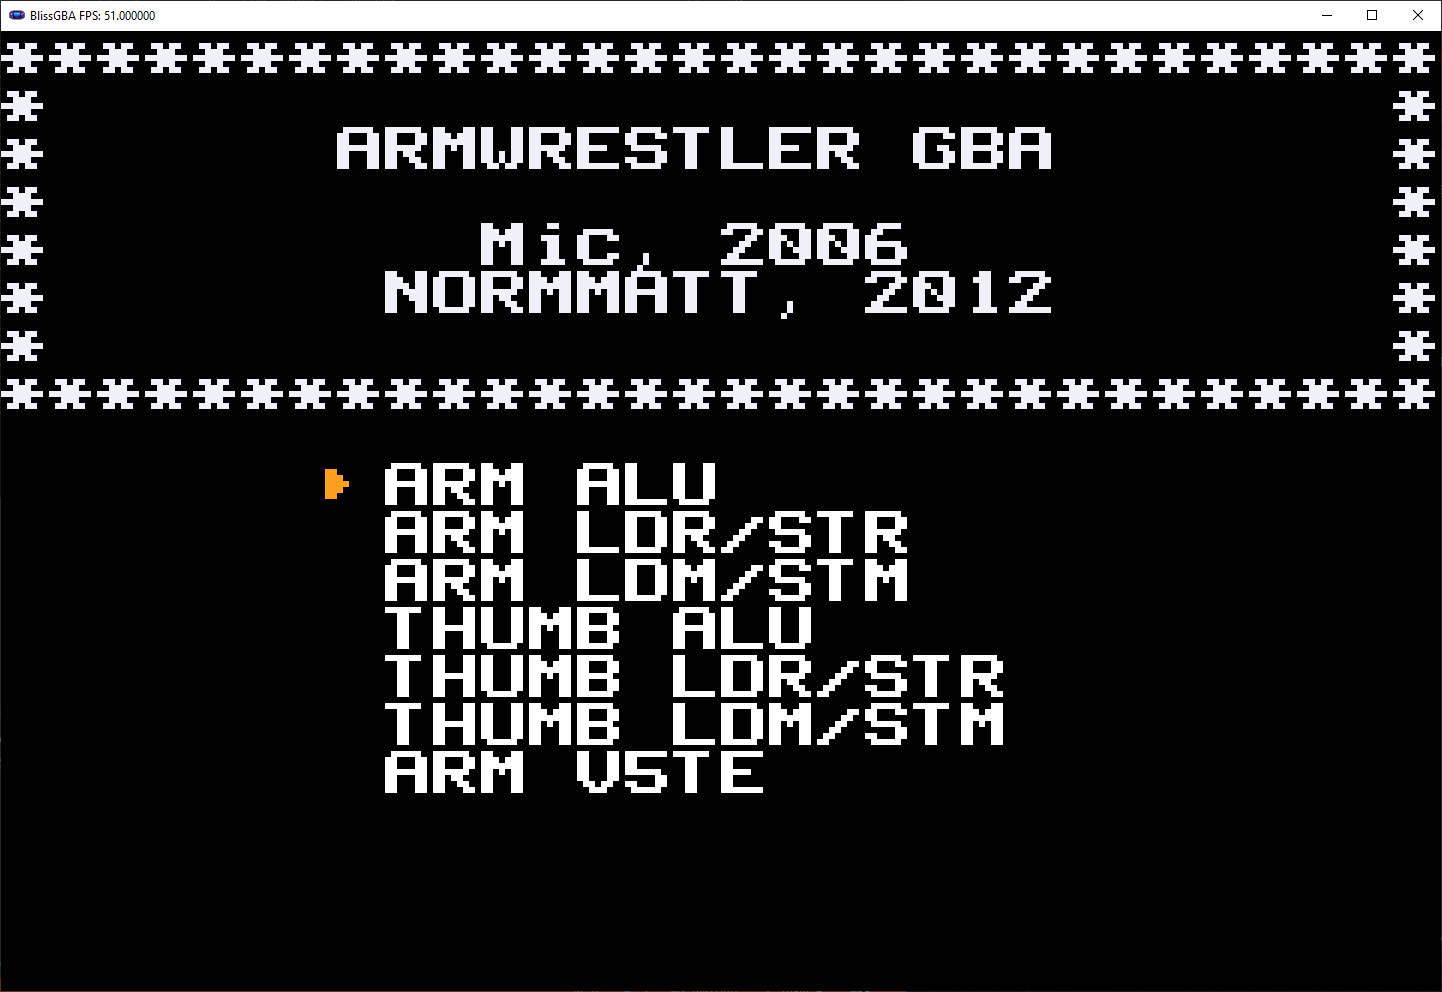 BlissGBA FPS: 51.000000
******************************
* *
* ARMWRESTLER GBA *
* *
* Mic, 2006 *
* NORMMATT, 2012 *
* *
******************************
ARM ALU
ARM LDR/STR
ARM LDM/STM
THUMB ALU
THUMB LDR/STR
THUMB LDM/STM
ARM V5TE